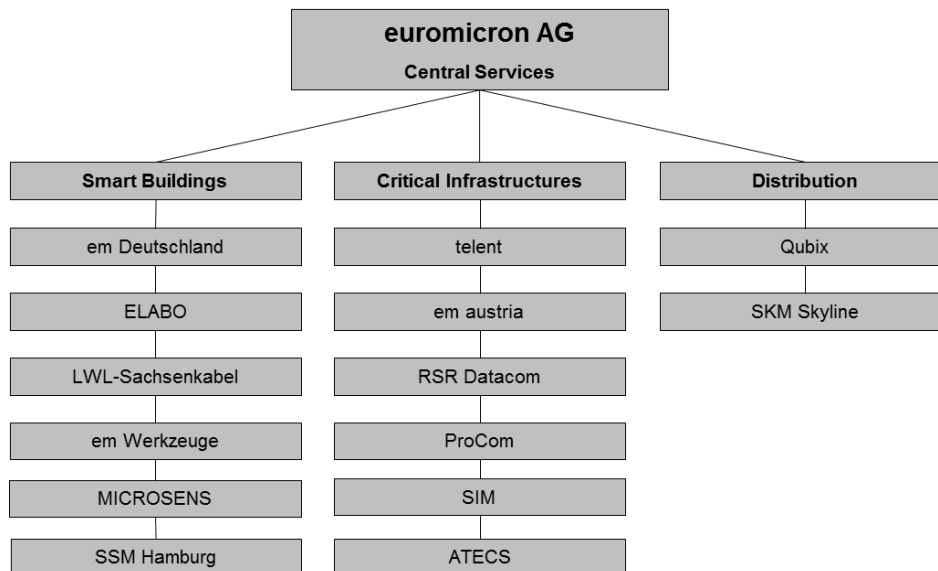 euromicron AG
Central Services
Smart Buildings
em Deutschland
ELABO
LWL-Sachsenkabel
em Werkzeuge
MICROSENS
SSM Hamburg
Critical Infrastructures
telent
em austria
RSR Datacom
ProCom
SIM
ATECS
Distribution
Qubix
SKM Skyline